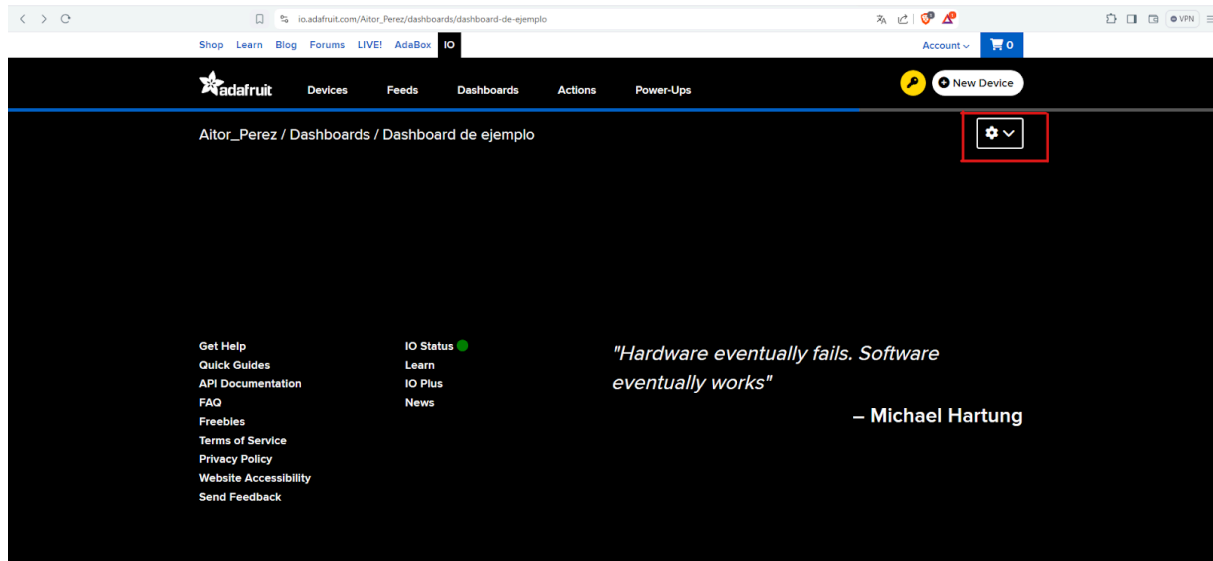 io.adafruit.com/Aitor_Perez/dashboards/dashboard-de-ejemplo
VPN
Shop Learn Blog Forums LIVE! AdaBox IO
Account 0
adafruit Devices Feeds Dashboards Actions Power-Ups New Device
Aitor_Perez / Dashboards / Dashboard de ejemplo
Get Help
Quick Guides
API Documentation
FAQ
Freebies
Terms of Service
Privacy Policy
Website Accessibility
Send Feedback
IO Status
Learn
IO Plus
News
"Hardware eventually fails. Software
eventually works"
– Michael Hartung